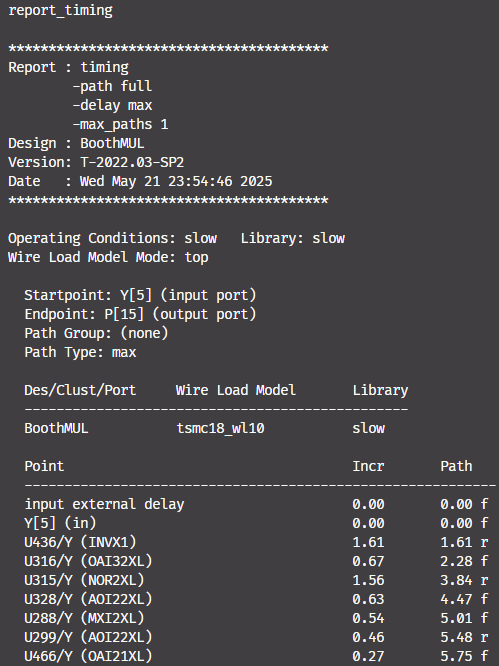 report_timing
****************************************
Report : timing
-path full
-delay max
-max_paths 1
Design : BoothMUL
Version: T-2022.03-SP2
Date   : Wed May 21 23:54:46 2025
****************************************
Operating Conditions: slow   Library: slow
Wire Load Model Mode: top
Startpoint: Y[5] (input port)
Endpoint: P[15] (output port)
Path Group: (none)
Path Type: max
Des/Clust/Port     Wire Load Model       Library
------------------------------------------------
BoothMUL           tsmc18_wl10           slow
Point                                    Incr       Path
-----------------------------------------------------------
input external delay                     0.00       0.00 f
Y[5] (in)                                0.00       0.00 f
U436/Y (INVX1)                           1.61       1.61 r
U316/Y (OAI32XL)                         0.67       2.28 f
U315/Y (NOR2XL)                          1.56       3.84 r
U328/Y (AOI22XL)                         0.63       4.47 f
U288/Y (MXI2XL)                          0.54       5.01 f
U299/Y (AOI22XL)                         0.46       5.48 r
U466/Y (OAI21XL)                         0.27       5.75 f